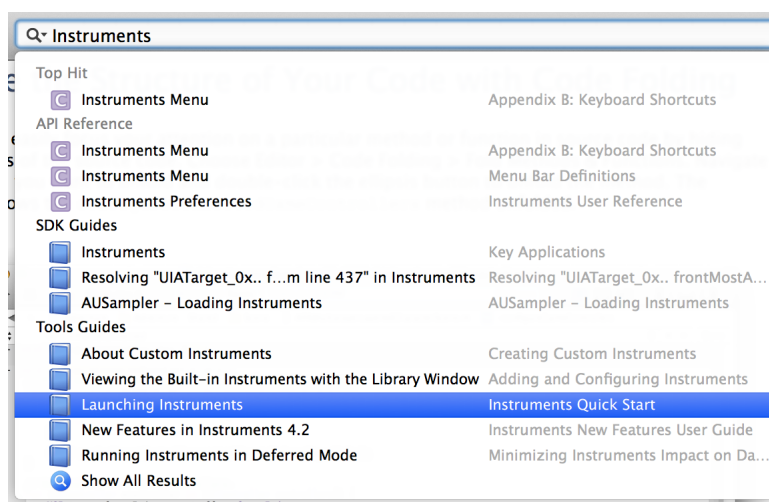 Instruments
Top Hit
Instruments Menu Appendix B: Keyboard Shortcuts
API Reference
Instruments Menu Appendix B: Keyboard Shortcuts
Instruments Menu Menu Bar Definitions
Instruments Preferences Instruments User Reference
SDK Guides
Instruments Key Applications
Resolving "UIATarget_0x.. f...m line 437" in Instruments Resolving "UIATarget_0x.. frontMostA...
AUSampler – Loading Instruments AUSampler – Loading Instruments
Tools Guides
About Custom Instruments Creating Custom Instruments
Viewing the Built-in Instruments with the Library Window Adding and Configuring Instruments
Launching Instruments Instruments Quick Start
New Features in Instruments 4.2 Instruments New Features User Guide
Running Instruments in Deferred Mode Minimizing Instruments Impact on Da...
Show All Results